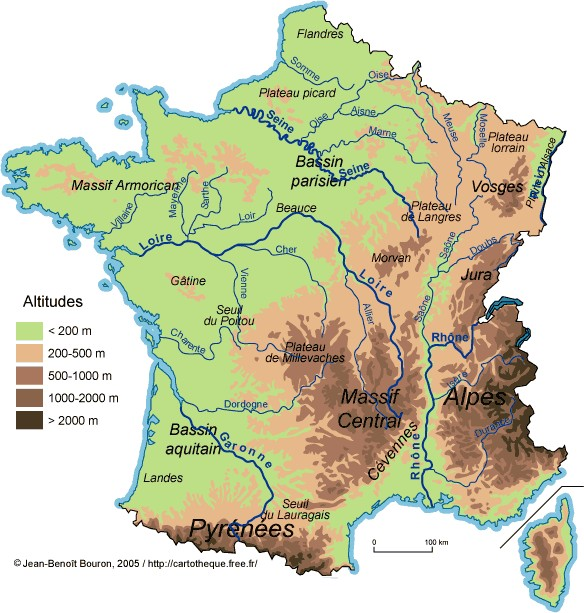 Flandres
Somme
Oise
Plateau picard
Seine
Oise
Aisne
Marne
Meuse
Moselle
Plateau
lorrain
Plaine d'Alsace
Bassin
parisien
Seine
Vosges
Massif Armoricain
Mayenne
Sarthe
Vilaine
Loir
Beauce
Plateau
de Langres
Loire
Cher
Saône
Doubs
Morvan
Jura
Gâtine
Vienne
Loire
Allier
Saône
Altitudes
< 200 m
200-500 m
500-1000 m
1000-2000 m
> 2000 m
Seuil
du Poitou
Charente
Plateau
de Millevaches
Rhône
Isère
Alpes
Massif
Central
Dordogne
Bassin
aquitain
Garonne
Cévennes
Rhône
Durance
Landes
Seuil
du Lauragais
Pyrénées
0 100 km
© Jean-Benoît Bouron, 2005 / http://cartotheque.free.fr/